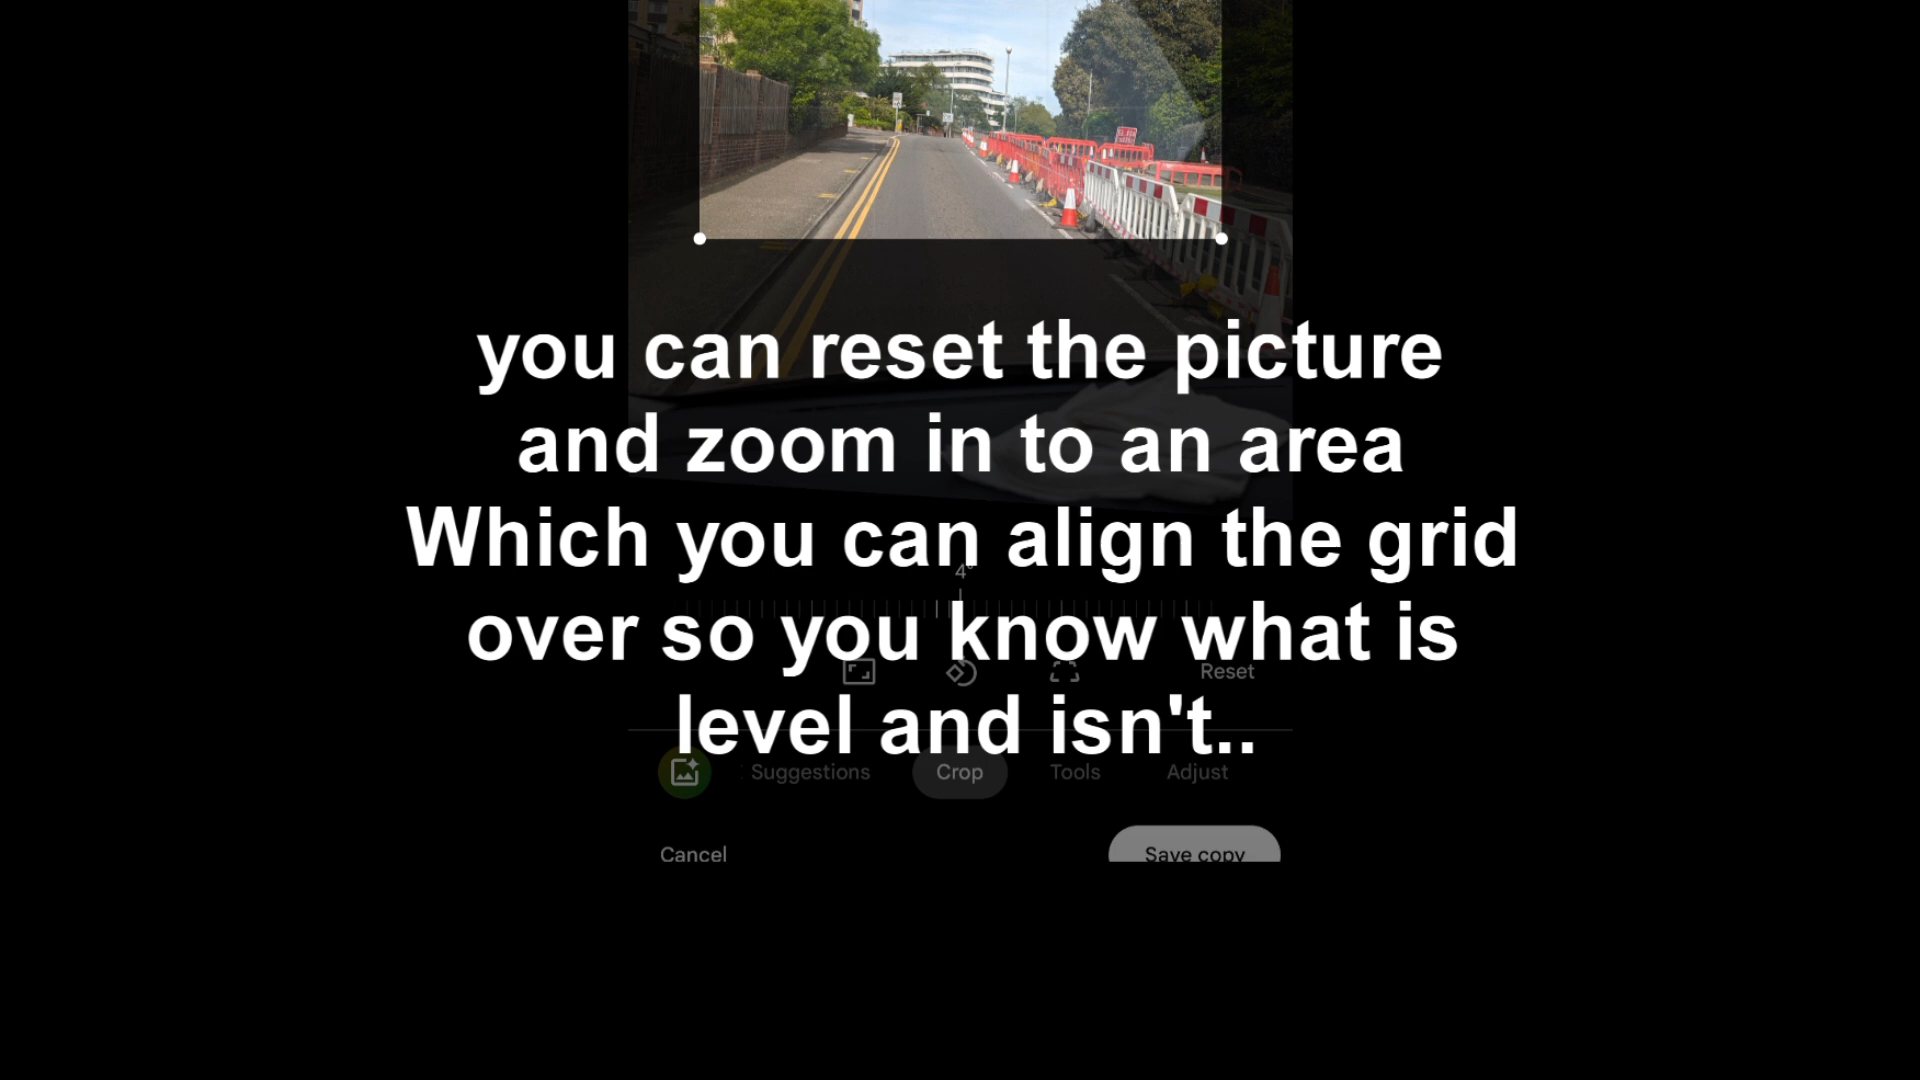 you can reset the picture
and zoom in to an area
Which you can align the grid
4°
over so you know what is
Reset
level and isn't..
Suggestions Crop Tools Adjust
Cancel Save copy